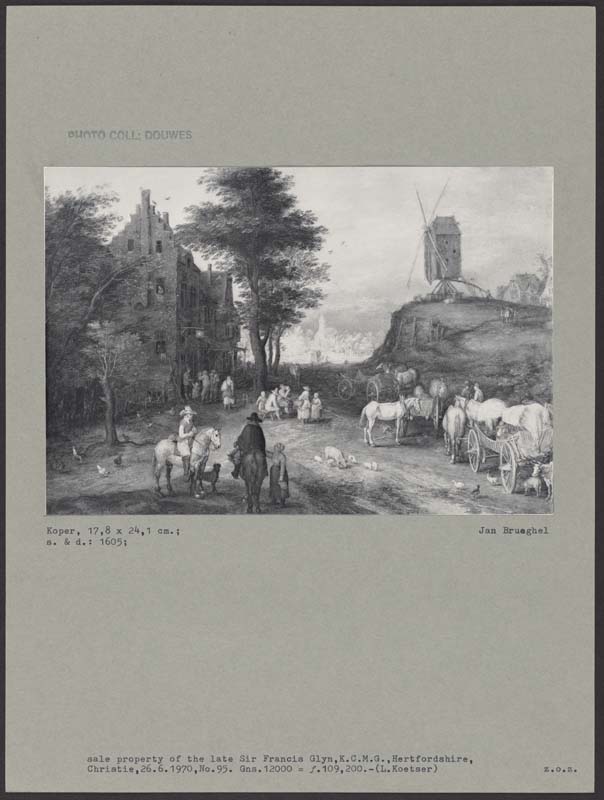 PHOTO COLL: DOUWES
Koper, 17,8 x 24,1 cm.;
s. & d.: 1605;
Jan Brueghel
sale property of the late Sir Francis Glyn,K.C.M.G.,Hertfordshire,
Christie,26.6.1970,No.95. Gns.12000 = ƒ.109,200.-(L.Koetser)
z.o.z.